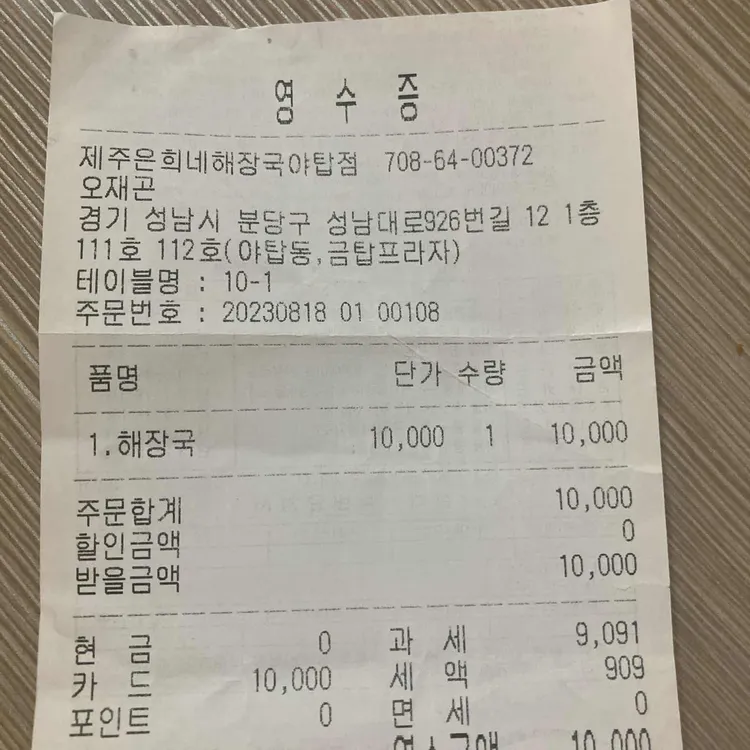 영 수 증
제주은희네해장국야탑점 708-64-00372
오재곤
경기 성남시 분당구 성남대로926번길 12 1층
111호 112호(야탑동,금탑프라자)
테이블명 : 10-1
주문번호 : 20230818 01 00108
품명 단가 수량 금액
1.해장국 10,000 1 10,000
주문합계 10,000
할인금액 0
받을금액 10,000
현 금 0 과 세 9,091
카 드 10,000 세 액 909
포인트 0 면 세 0
10,000